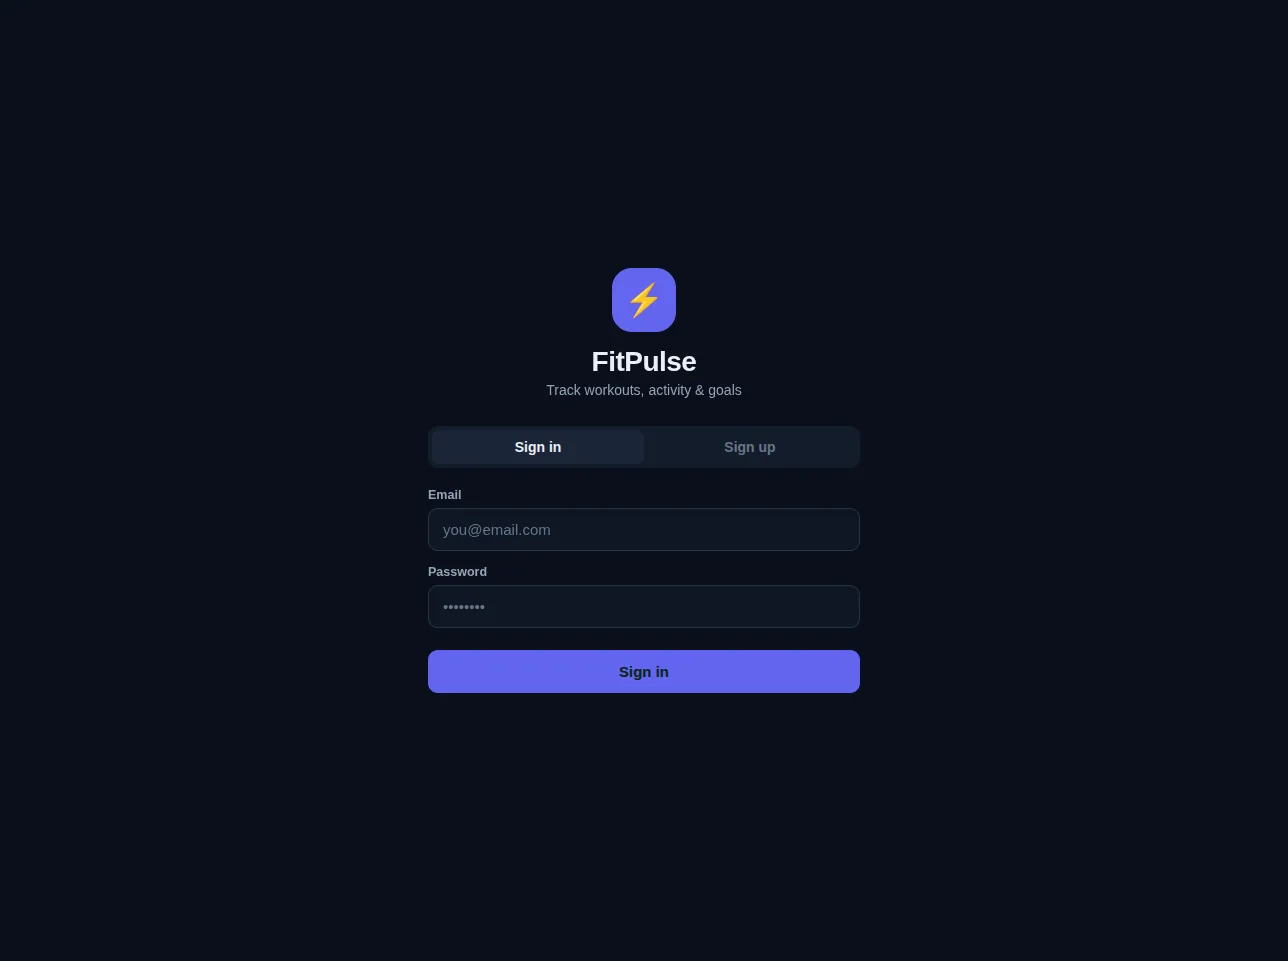 FitPulse
Track workouts, activity & goals
Sign in
Sign up
Email
you@email.com
Password
••••••••
Sign in